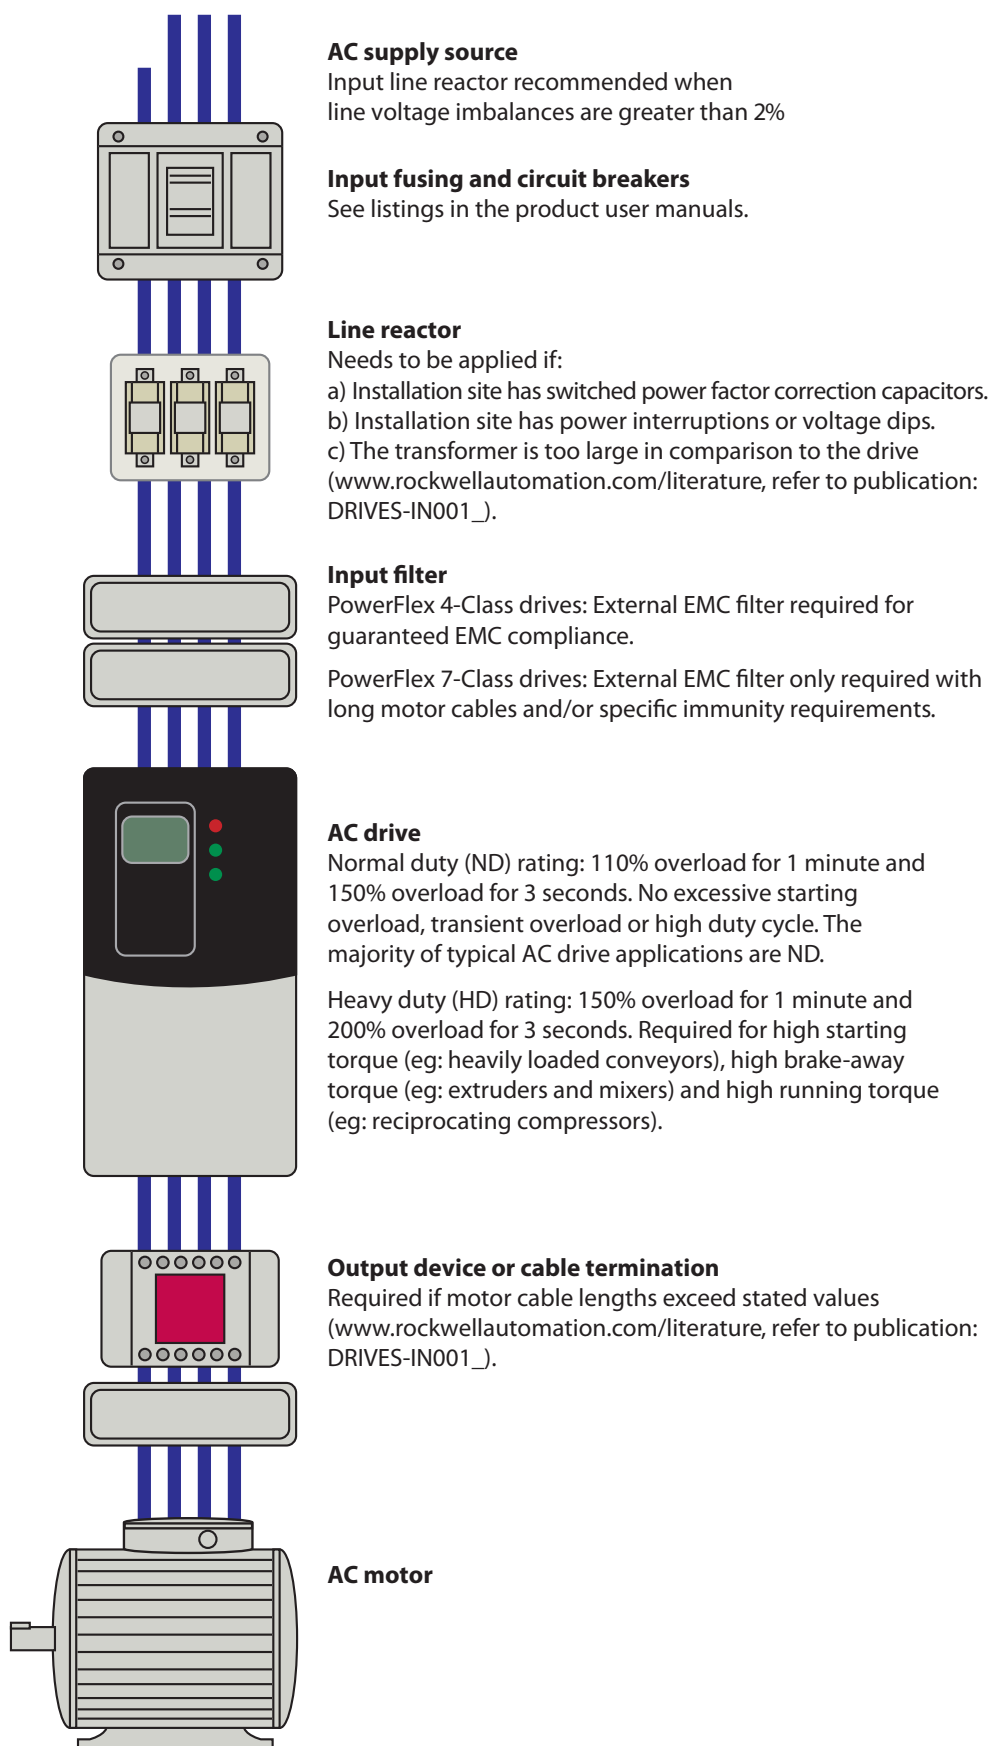 AC supply source
Input line reactor recommended when
line voltage imbalances are greater than 2%
Input fusing and circuit breakers
See listings in the product user manuals.
Line reactor
Needs to be applied if:
a) Installation site has switched power factor correction capacitors.
b) Installation site has power interruptions or voltage dips.
c) The transformer is too large in comparison to the drive
(www.rockwellautomation.com/literature, refer to publication:
DRIVES-IN001_).
Input filter
PowerFlex 4-Class drives: External EMC filter required for
guaranteed EMC compliance.
PowerFlex 7-Class drives: External EMC filter only required with
long motor cables and/or specific immunity requirements.
AC drive
Normal duty (ND) rating: 110% overload for 1 minute and
150% overload for 3 seconds. No excessive starting
overload, transient overload or high duty cycle. The
majority of typical AC drive applications are ND.
Heavy duty (HD) rating: 150% overload for 1 minute and
200% overload for 3 seconds. Required for high starting
torque (eg: heavily loaded conveyors), high brake-away
torque (eg: extruders and mixers) and high running torque
(eg: reciprocating compressors).
Output device or cable termination
Required if motor cable lengths exceed stated values
(www.rockwellautomation.com/literature, refer to publication:
DRIVES-IN001_).
AC motor